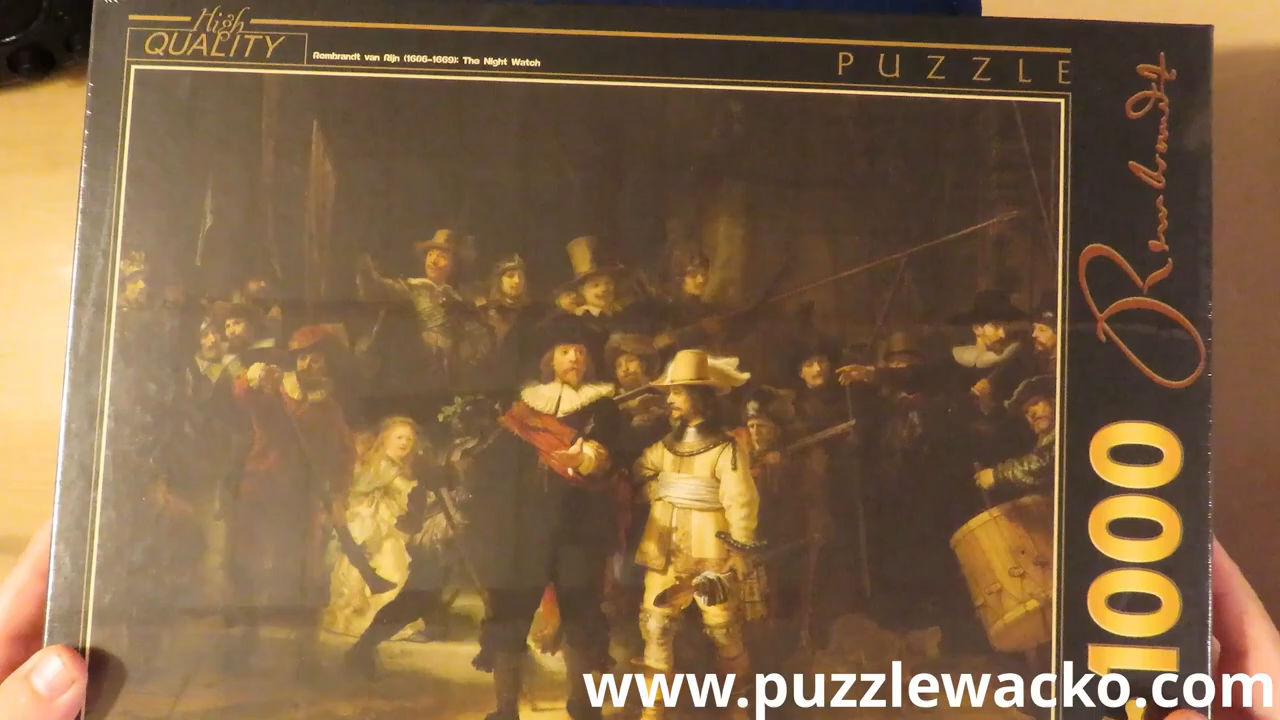 High
QUALITY
Rembrandt van Rijn (1606-1669): The Night Watch
PUZZLE
Rembrandt
1000
www.puzzlewacko.com